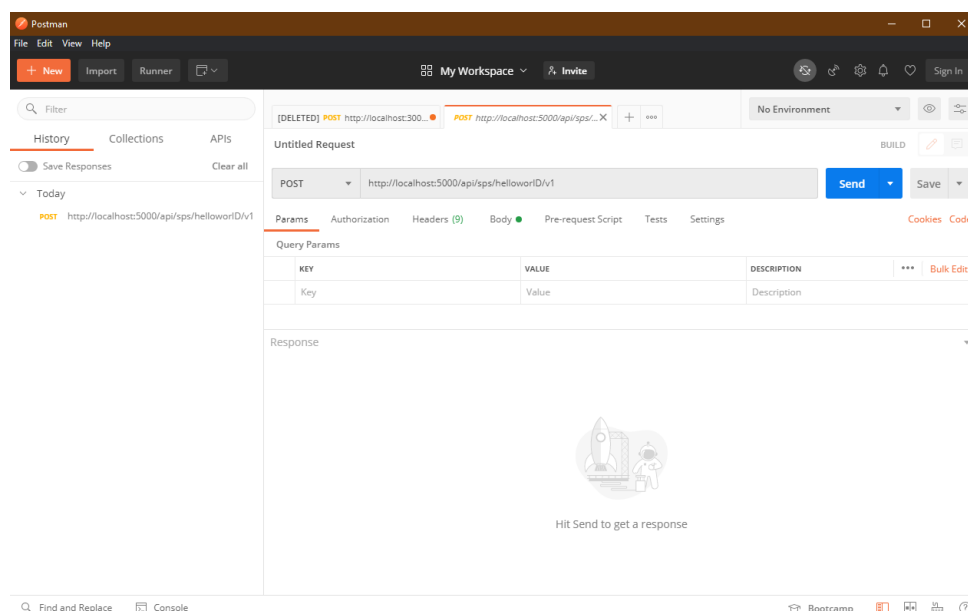 Postman
File Edit View Help
+ New Import Runner My Workspace Invite Sign In
Filter
History Collections APIs
Save Responses Clear all
Today
POST http://localhost:5000/api/sps/helloworlD/v1
[DELETED] POST http://localhost:300... POST http://localhost:5000/api/sps/... X + ooo No Environment
Untitled Request BUILD
POST http://localhost:5000/api/sps/helloworlD/v1 Send Save
Params Authorization Headers (9) Body Pre-request Script Tests Settings Cookies Code
Query Params
KEY VALUE DESCRIPTION ••• Bulk Edit
Key Value Description
Response
Hit Send to get a response
Find and Replace Console Bootcamp